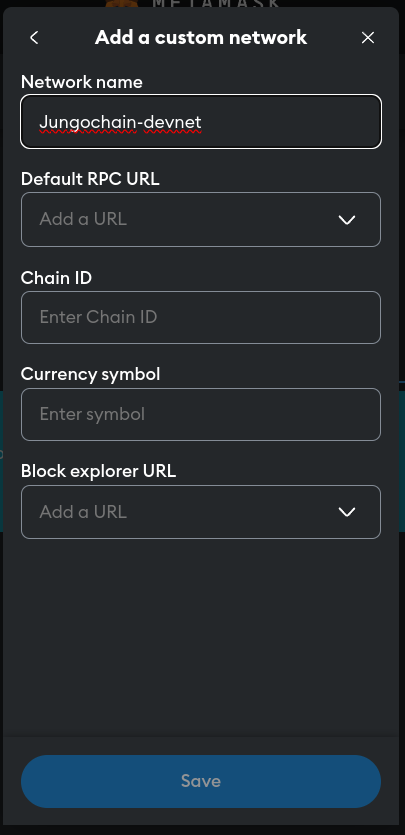 METAMASK
Add a custom network
Network name
Jungochain-devnet
Default RPC URL
Add a URL
Chain ID
Enter Chain ID
Currency symbol
Enter symbol
Block explorer URL
Add a URL
Save